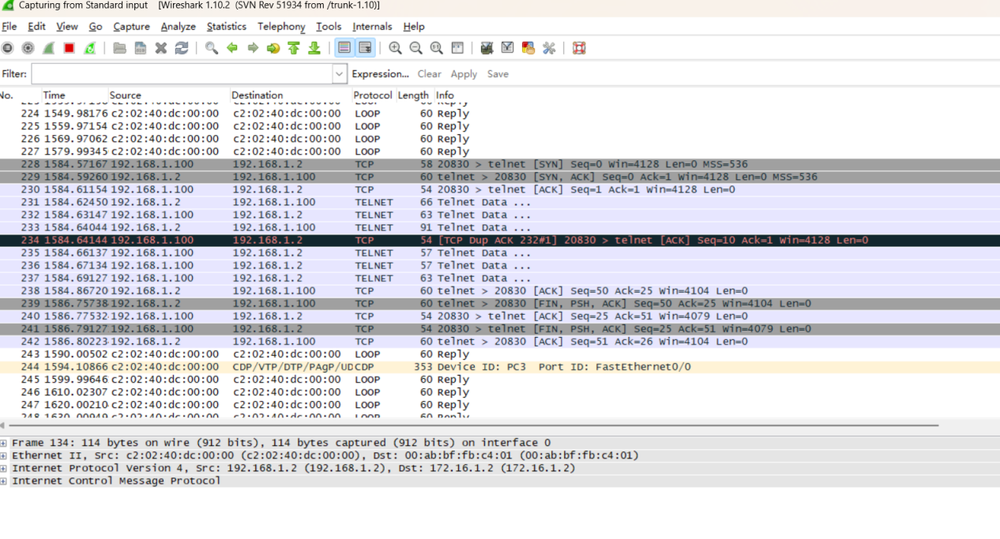 Capturing from Standard input [Wireshark 1.10.2 (SVN Rev 51934 from /trunk-1.10)]
File Edit View Go Capture Analyze Statistics Telephony Tools Internals Help
Filter: Expression... Clear Apply Save
No. Time Source Destination Protocol Length Info
224 1549.98176 c2:02:40:dc:00:00 c2:02:40:dc:00:00 LOOP 60 Reply
225 1559.97154 c2:02:40:dc:00:00 c2:02:40:dc:00:00 LOOP 60 Reply
226 1569.97062 c2:02:40:dc:00:00 c2:02:40:dc:00:00 LOOP 60 Reply
227 1579.99345 c2:02:40:dc:00:00 c2:02:40:dc:00:00 LOOP 60 Reply
228 1584.57167 192.168.1.100 192.168.1.2 TCP 58 20830 > telnet [SYN] Seq=0 Win=4128 Len=0 MSS=536
229 1584.59260 192.168.1.2 192.168.1.100 TCP 60 telnet > 20830 [SYN, ACK] Seq=0 Ack=1 Win=4128 Len=0 MSS=536
230 1584.61154 192.168.1.100 192.168.1.2 TCP 54 20830 > telnet [ACK] Seq=1 Ack=1 Win=4128 Len=0
231 1584.62450 192.168.1.2 192.168.1.100 TELNET 66 Telnet Data ...
232 1584.63147 192.168.1.100 192.168.1.2 TELNET 63 Telnet Data ...
233 1584.64044 192.168.1.2 192.168.1.100 TELNET 91 Telnet Data ...
234 1584.64144 192.168.1.100 192.168.1.2 TCP 54 [TCP Dup ACK 232#1] 20830 > telnet [ACK] Seq=10 Ack=1 Win=4128 Len=0
235 1584.66137 192.168.1.100 192.168.1.2 TELNET 57 Telnet Data ...
236 1584.67134 192.168.1.100 192.168.1.2 TELNET 57 Telnet Data ...
237 1584.69127 192.168.1.100 192.168.1.2 TELNET 63 Telnet Data ...
238 1584.86720 192.168.1.2 192.168.1.100 TCP 60 telnet > 20830 [ACK] Seq=50 Ack=25 Win=4104 Len=0
239 1586.75738 192.168.1.2 192.168.1.100 TCP 60 telnet > 20830 [FIN, PSH, ACK] Seq=50 Ack=25 Win=4104 Len=0
240 1586.77532 192.168.1.100 192.168.1.2 TCP 54 20830 > telnet [ACK] Seq=25 Ack=51 Win=4079 Len=0
241 1586.79127 192.168.1.100 192.168.1.2 TCP 54 20830 > telnet [FIN, PSH, ACK] Seq=25 Ack=51 Win=4079 Len=0
242 1586.80223 192.168.1.2 192.168.1.100 TCP 60 telnet > 20830 [ACK] Seq=51 Ack=26 Win=4104 Len=0
243 1590.00502 c2:02:40:dc:00:00 c2:02:40:dc:00:00 LOOP 60 Reply
244 1594.10866 c2:02:40:dc:00:00 CDP/VTP/DTP/PAgP/UD CDP 353 Device ID: PC3 Port ID: FastEthernet0/0
245 1599.99646 c2:02:40:dc:00:00 c2:02:40:dc:00:00 LOOP 60 Reply
246 1610.02307 c2:02:40:dc:00:00 c2:02:40:dc:00:00 LOOP 60 Reply
247 1620.00210 c2:02:40:dc:00:00 c2:02:40:dc:00:00 LOOP 60 Reply
Frame 134: 114 bytes on wire (912 bits), 114 bytes captured (912 bits) on interface 0
Ethernet II, Src: c2:02:40:dc:00:00 (c2:02:40:dc:00:00), Dst: 00:ab:bf:fb:c4:01 (00:ab:bf:fb:c4:01)
Internet Protocol Version 4, Src: 192.168.1.2 (192.168.1.2), Dst: 172.16.1.2 (172.16.1.2)
Internet Control Message Protocol